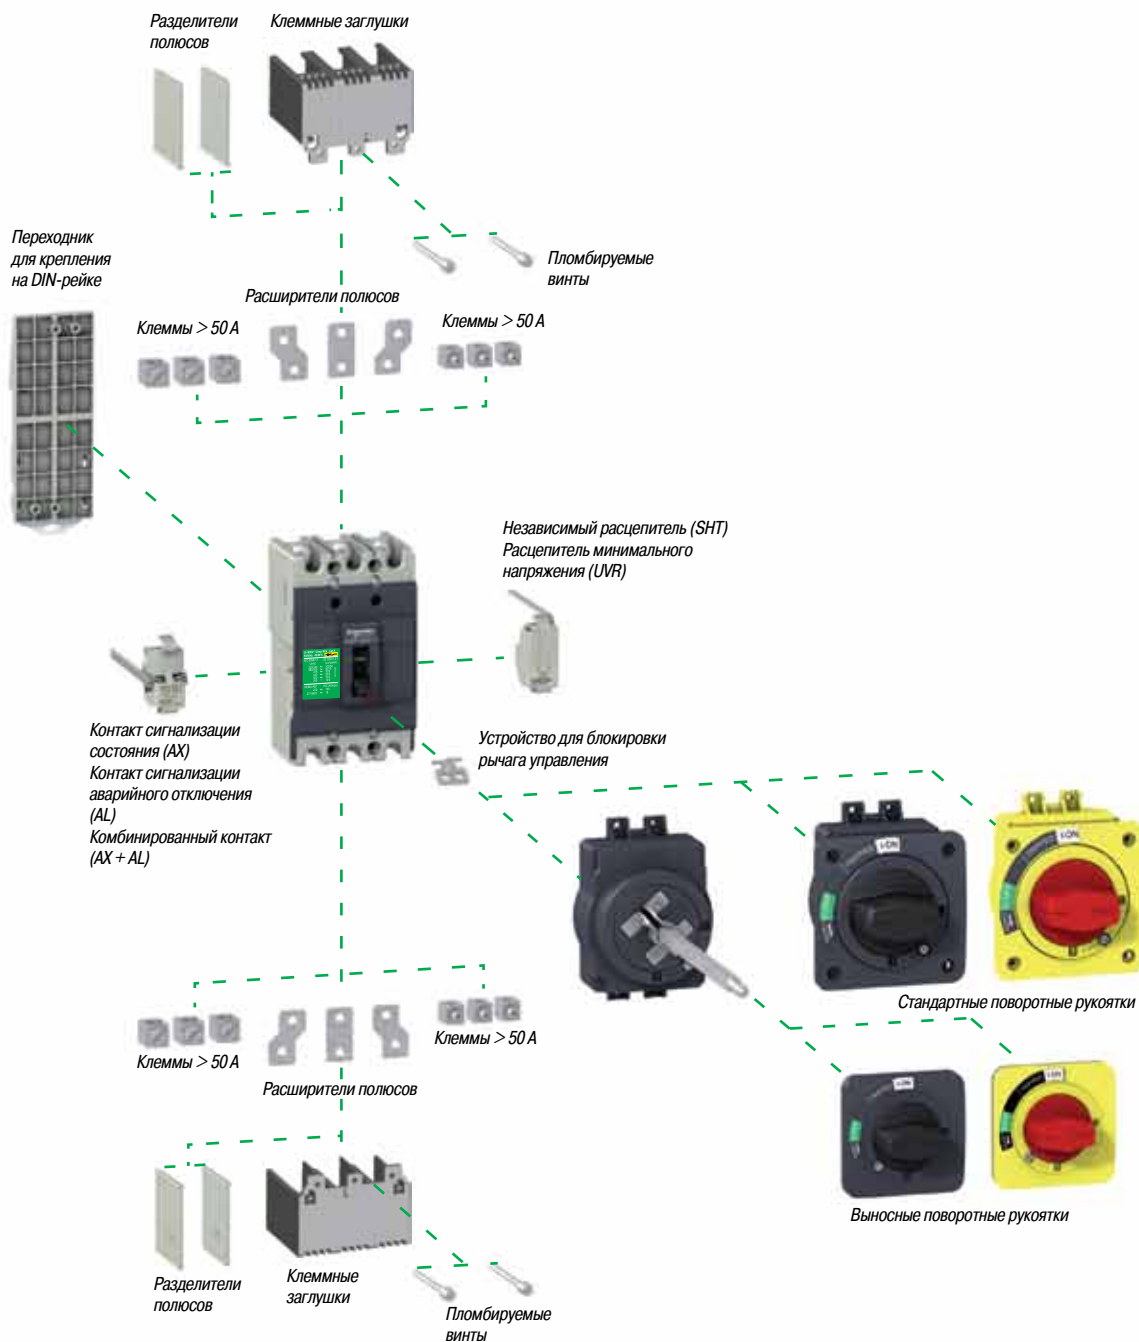 Разделители
полюсов
Клеммные заглушки
Переходник
для крепления
на DIN-рейке
Пломбируемые
винты
Расширители полюсов
Клеммы > 50 А
Клеммы > 50 А
Независимый расцепитель (SHT)
Расцепитель минимального
напряжения (UVR)
Контакт сигнализации
состояния (AX)
Контакт сигнализации
аварийного отключения
(AL)
Комбинированный контакт
(AX + AL)
Устройство для блокировки
рычага управления
Стандартные поворотные рукоятки
Клеммы > 50 А
Клеммы > 50 А
Расширители полюсов
Выносные поворотные рукоятки
Разделители
полюсов
Клеммные
заглушки
Пломбируемые
винты